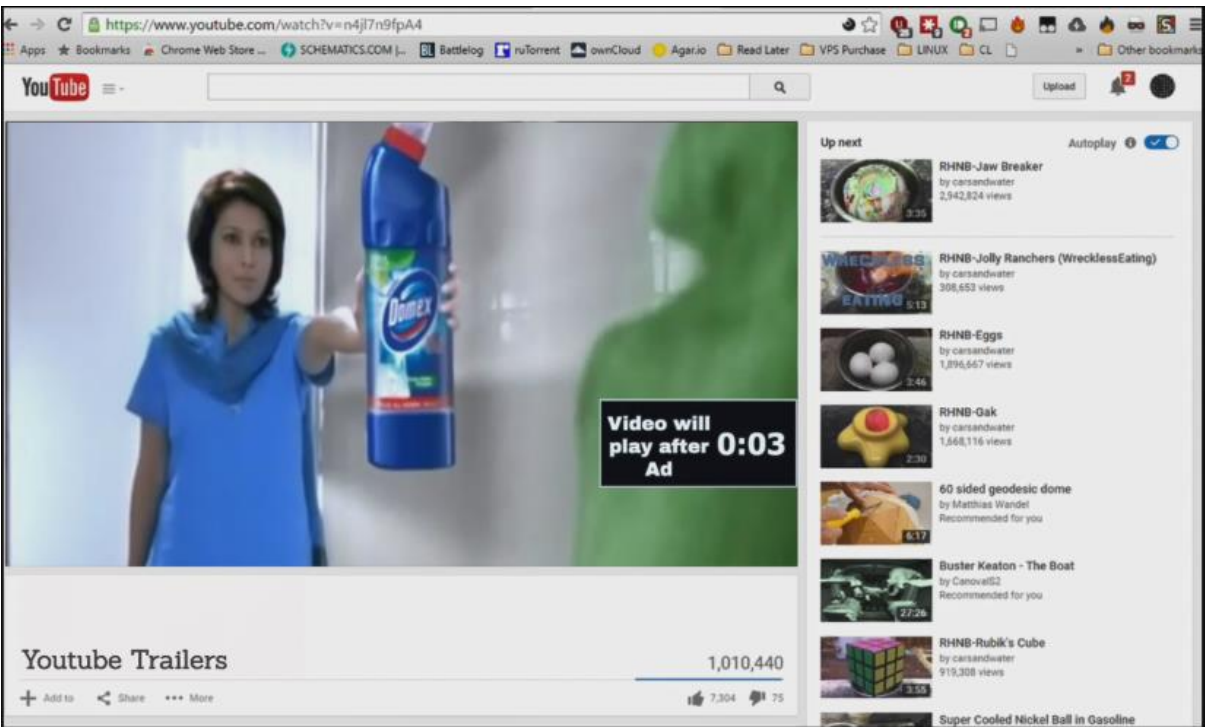 https://www.youtube.com/watch?v=n4jl7n9fpA4
Apps Bookmarks Chrome Web Store ... SCHEMATICS.COM |... Battlelog ruTorrent ownCloud Agar.io Read Later VPS Purchase LINUX CL » Other bookmarks
YouTube Upload 2
Up next Autoplay
RHNB-Jaw Breaker
by carsandwater
2,942,824 views
3:35
WRECKLESS
EATING
5:13
RHNB-Jolly Ranchers (WrecklessEating)
by carsandwater
308,653 views
RHNB-Eggs
by carsandwater
1,896,667 views
3:46
RHNB-Gak
by carsandwater
1,668,116 views
2:30
60 sided geodesic dome
by Matthias Wandel
Recommended for you
6:17
Buster Keaton - The Boat
by CanovalS2
Recommended for you
27:26
RHNB-Rubik's Cube
by carsandwater
919,308 views
3:55
Super Cooled Nickel Ball in Gasoline
Domex
Video will
play after 0:03
Ad
Youtube Trailers
1,010,440
Add to Share More
7,304 75